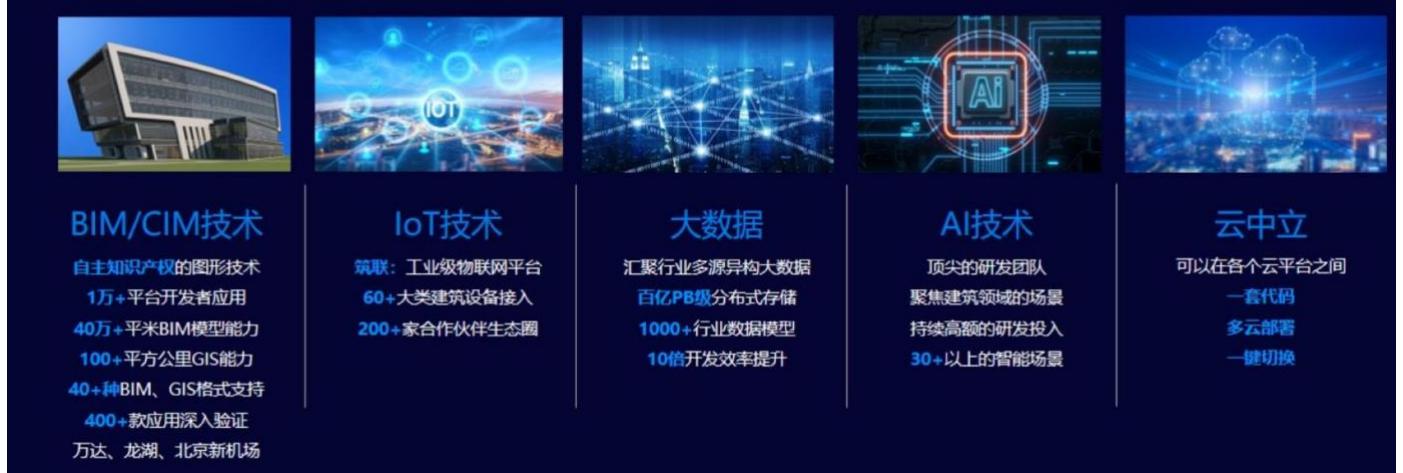 IOT
Ai
BIM/CIM技术
自主知识产权的图形技术
1万+平台开发者应用
40万+平米BIM模型能力
100+平方公里GIS能力
40+种BIM、GIS格式支持
400+款应用深入验证
万达、龙湖、北京新机场
IoT技术
筑联：工业级物联网平台
60+大类建筑设备接入
200+家合作伙伴生态圈
大数据
汇聚行业多源异构大数据
百亿PB级分布式存储
1000+行业数据模型
10倍开发效率提升
AI技术
顶尖的研发团队
聚焦建筑领域的场景
持续高额的研发投入
30+以上的智能场景
云中立
可以在各个云平台之间
一套代码
多云部署
一键切换